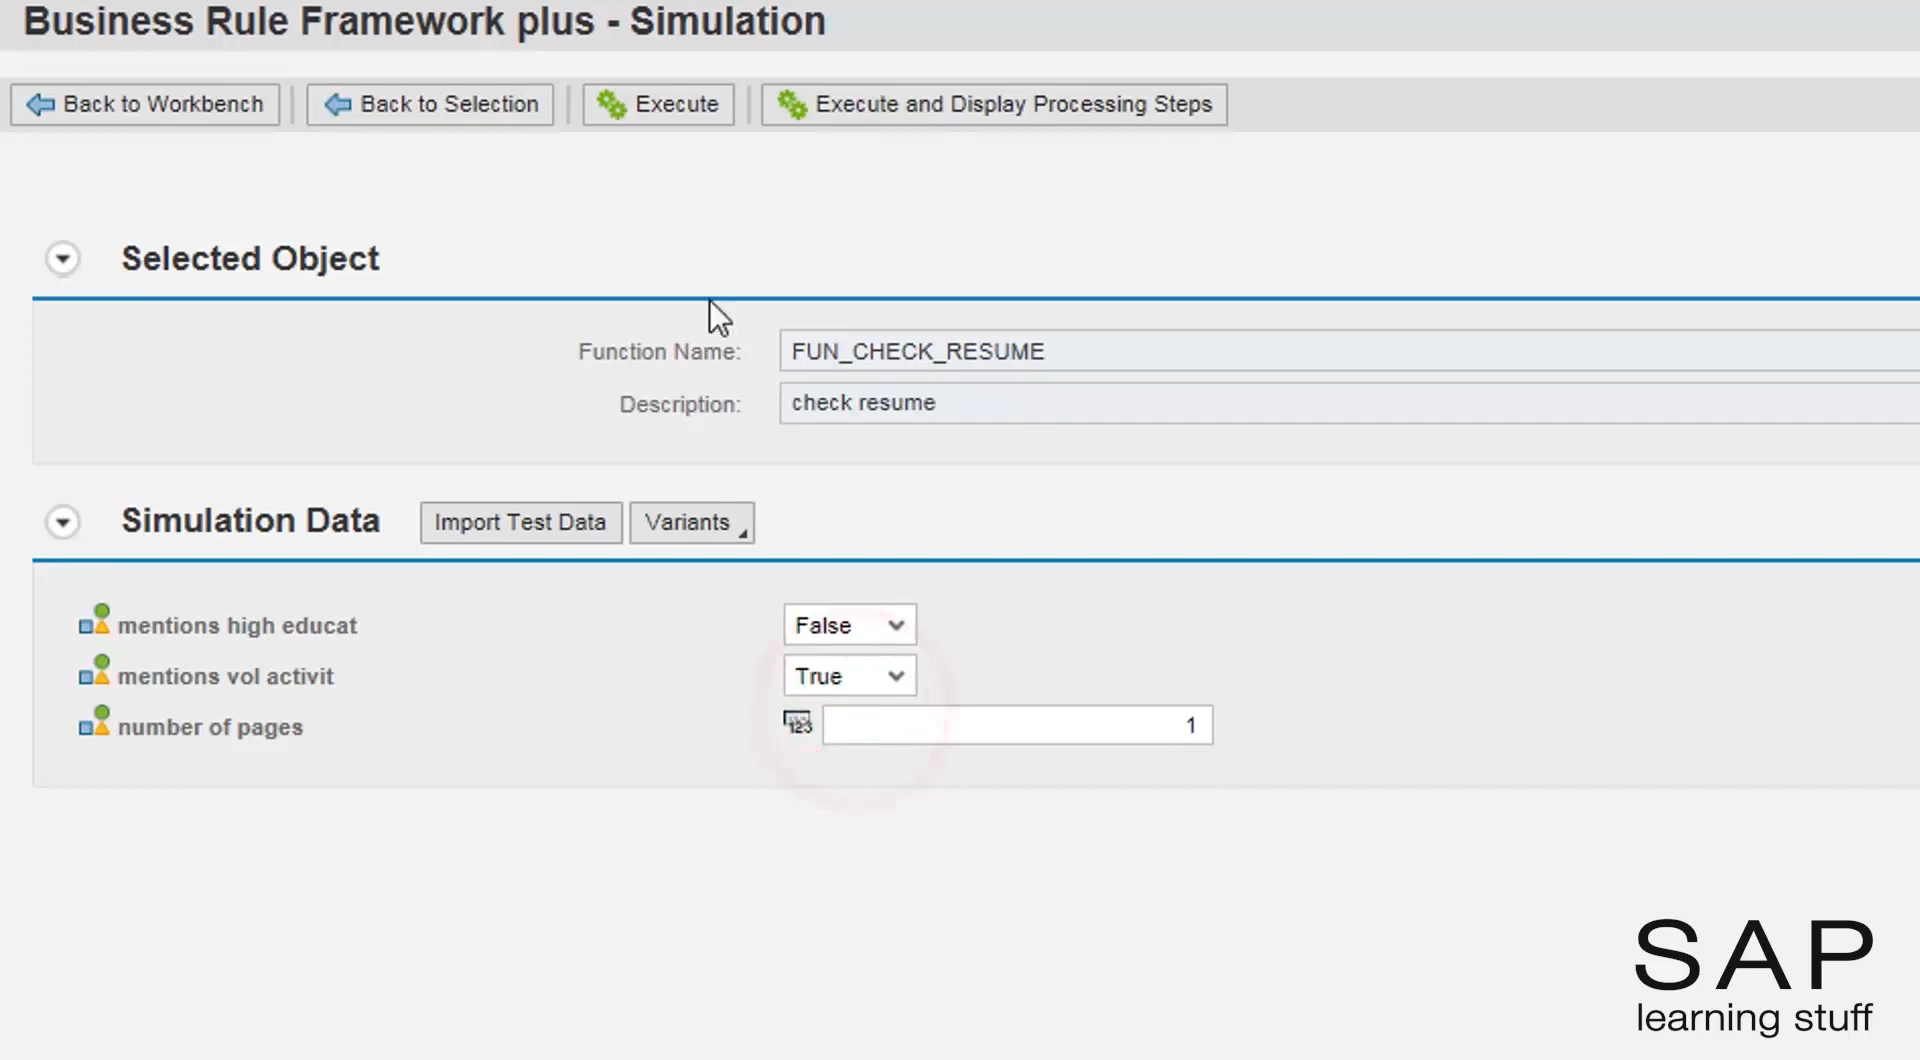 Business Rule Framework plus - Simulation
Back to Workbench Back to Selection Execute Execute and Display Processing Steps
Selected Object
Function Name: FUN_CHECK_RESUME
Description: check resume
Simulation Data Import Test Data Variants
mentions high educat False
mentions vol activit True
number of pages 123 1
SAP
learning stuff